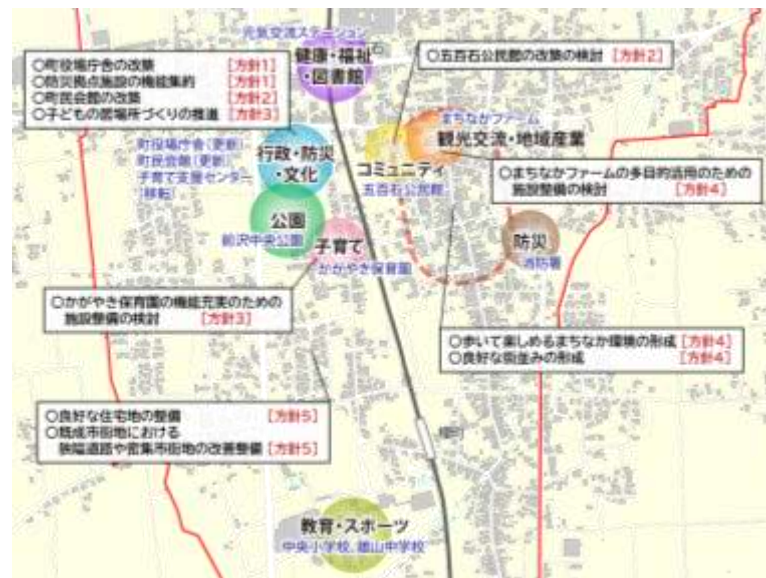 元気交流ステーション
健康・福祉
・図書館
○町役場庁舎の改築 [方針1]
○防災拠点施設の機能集約 [方針1]
○町民会館の改築 [方針2]
○子どもの居場所づくりの推進 [方針3]
○五百石公民館の改築の検討 [方針2]
町役場庁舎(更新)
町民会館(更新)
子育て支援センター
(移転)
行政・防災
・文化
まちなかファーム
観光交流・地域産業
コミュニティ
五百石公民館
○まちなかファームの多目的活用のための
施設整備の検討 [方針4]
公園
前沢中央公園
子育て
かがやき保育園
防災
消防署
○かがやき保育園の機能充実のための
施設整備の検討 [方針3]
○歩いて楽しめるまちなか環境の形成 [方針4]
○良好な街並みの形成 [方針4]
○良好な住宅地の整備 [方針5]
○既成市街地における
狭隘道路や密集市街地の改善整備 [方針5]
教育・スポーツ
中央小学校、雄山中学校